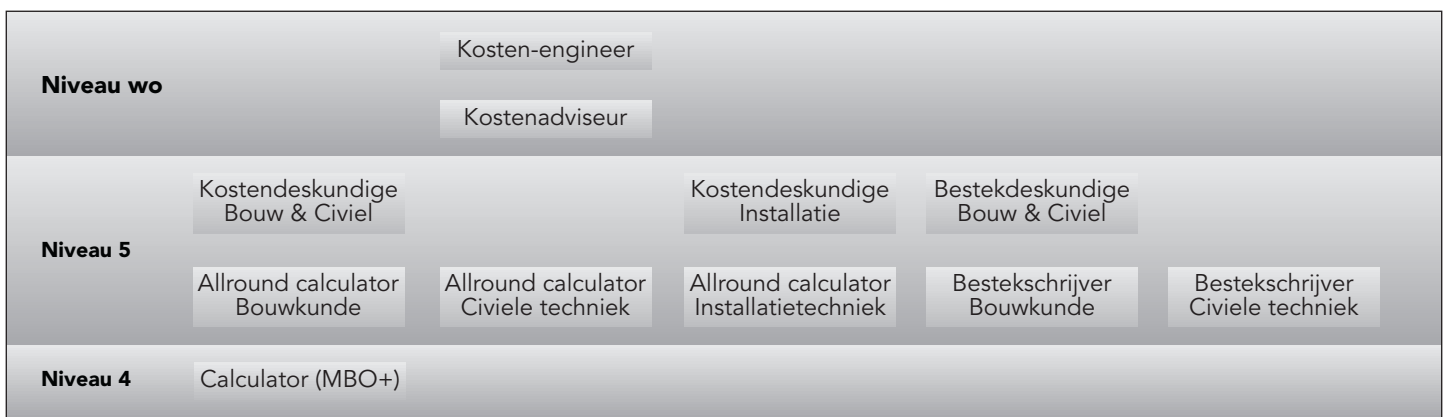 Niveau wo
Kosten-engineer
Kostenadviseur
Niveau 5
Kostendeskundige
Bouw & Civiel
Kostendeskundige
Installatie
Bestekdeskundige
Bouw & Civiel
Allround calculator
Bouwkunde
Allround calculator
Civiele techniek
Allround calculator
Installatietechniek
Bestekschrijver
Bouwkunde
Bestekschrijver
Civiele techniek
Niveau 4
Calculator (MBO+)